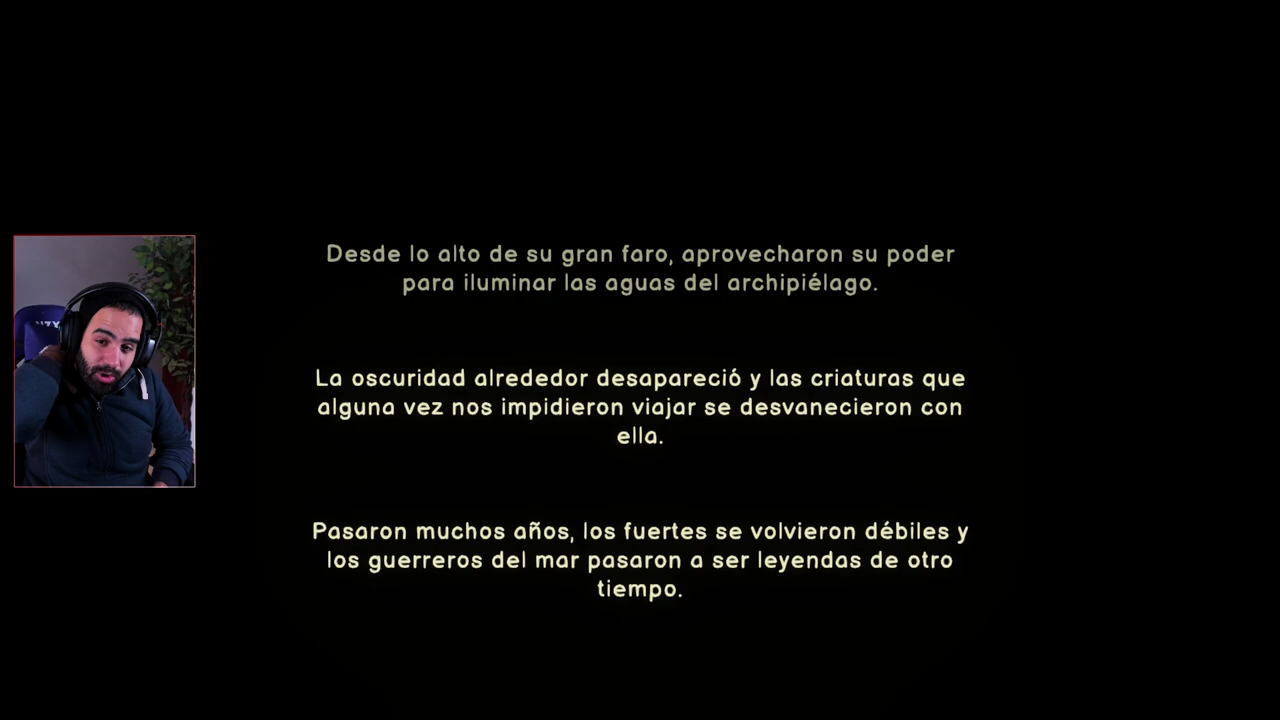 Desde lo alto de su gran faro, aprovecharon su poder
para iluminar las aguas del archipiélago.
La oscuridad alrededor desapareció y las criaturas que
alguna vez nos impidieron viajar se desvanecieron con
ella.
Pasaron muchos años, los fuertes se volvieron débiles y
los guerreros del mar pasaron a ser leyendas de otro
tiempo.